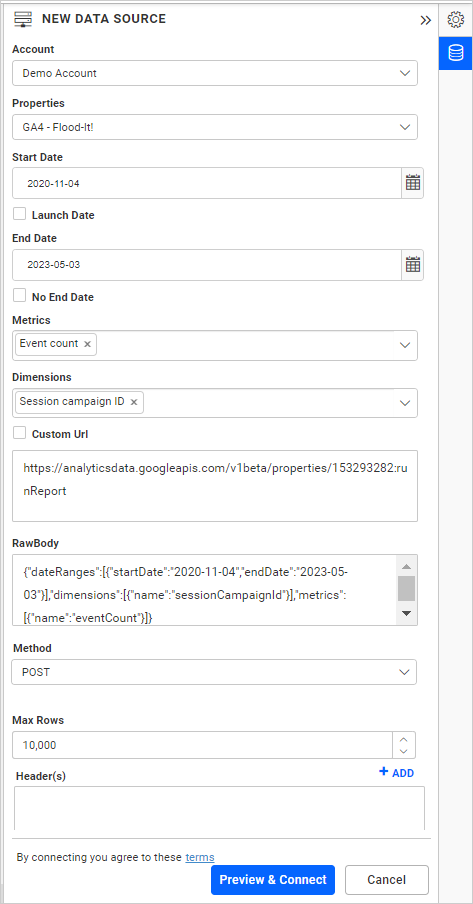 NEW DATA SOURCE
Account
Demo Account
Properties
GA4 - Flood-It!
Start Date
2020-11-04
Launch Date
End Date
2023-05-03
No End Date
Metrics
Event count ×
Dimensions
Session campaign ID ×
Custom Url
https://analyticsdata.googleapis.com/v1beta/properties/153293282:ru
nReport
RawBody
{"dateRanges":[{"startDate":"2020-11-04","endDate":"2023-05-
03"}],"dimensions":[{"name":"sessionCampaignId"}],"metrics":
[{"name":"eventCount"}]}
Method
POST
Max Rows
10,000
Header(s)
+ ADD
By connecting you agree to these terms
Preview & Connect
Cancel